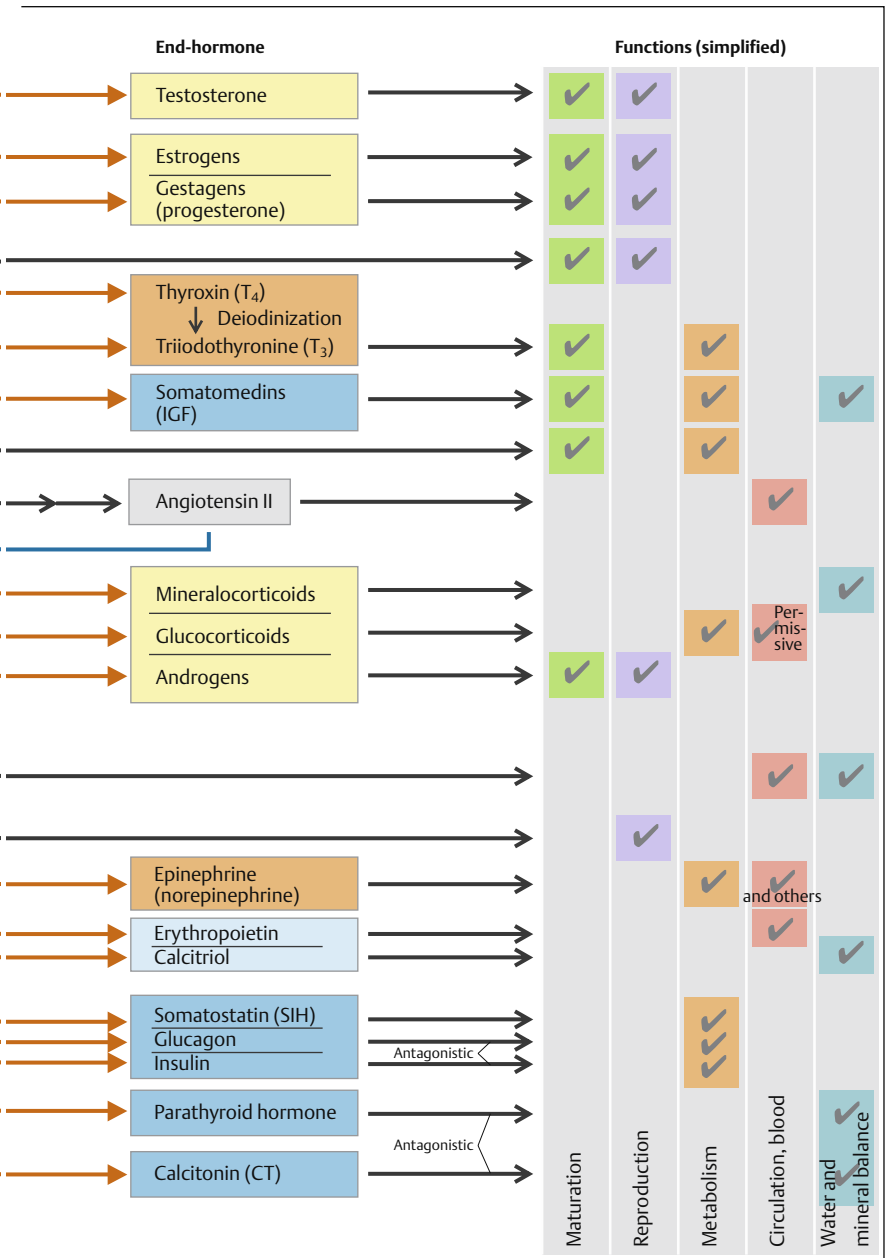 End-hormone
Functions (simplified)
Testosterone
Estrogens
Gestagens
(progesterone)
Thyroxin (T₄)
Deiodinization
Triiodothyronine (T₃)
Somatomedins
(IGF)
Angiotensin II
Mineralocorticoids
Glucocorticoids
Per-
mis-
sive
Androgens
Epinephrine
(norepinephrine)
and others
Erythropoietin
Calcitriol
Somatostatin (SIH)
Glucagon
Antagonistic
Insulin
Parathyroid hormone
Antagonistic
Calcitonin (CT)
Maturation
Reproduction
Metabolism
Circulation, blood
Water and
mineral balance